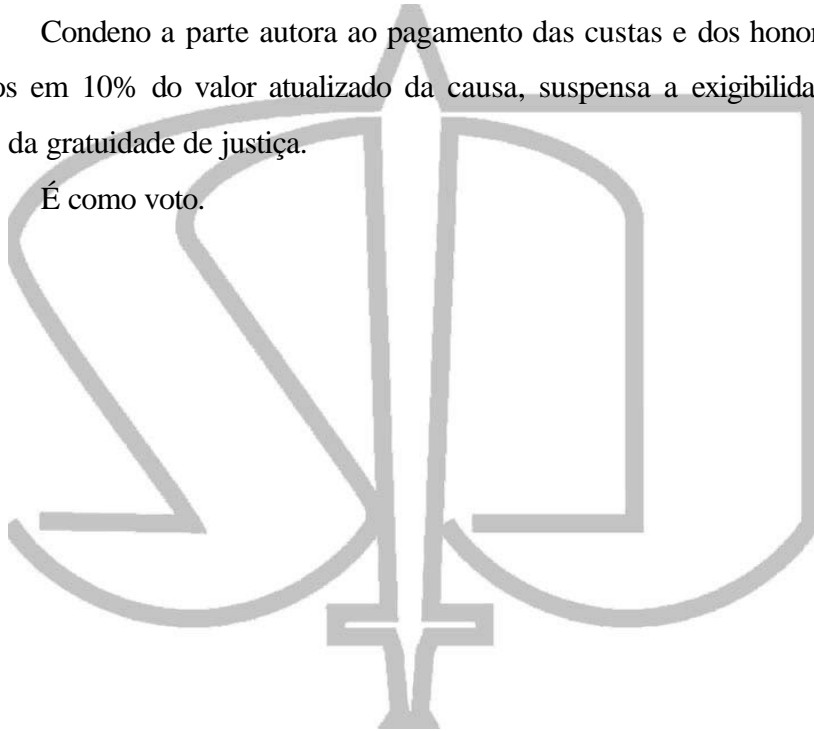 Condeno a parte autora ao pagamento das custas e dos honor
os em 10% do valor atualizado da causa, suspensa a exigibilida
da gratuidade de justiça.
É como voto.